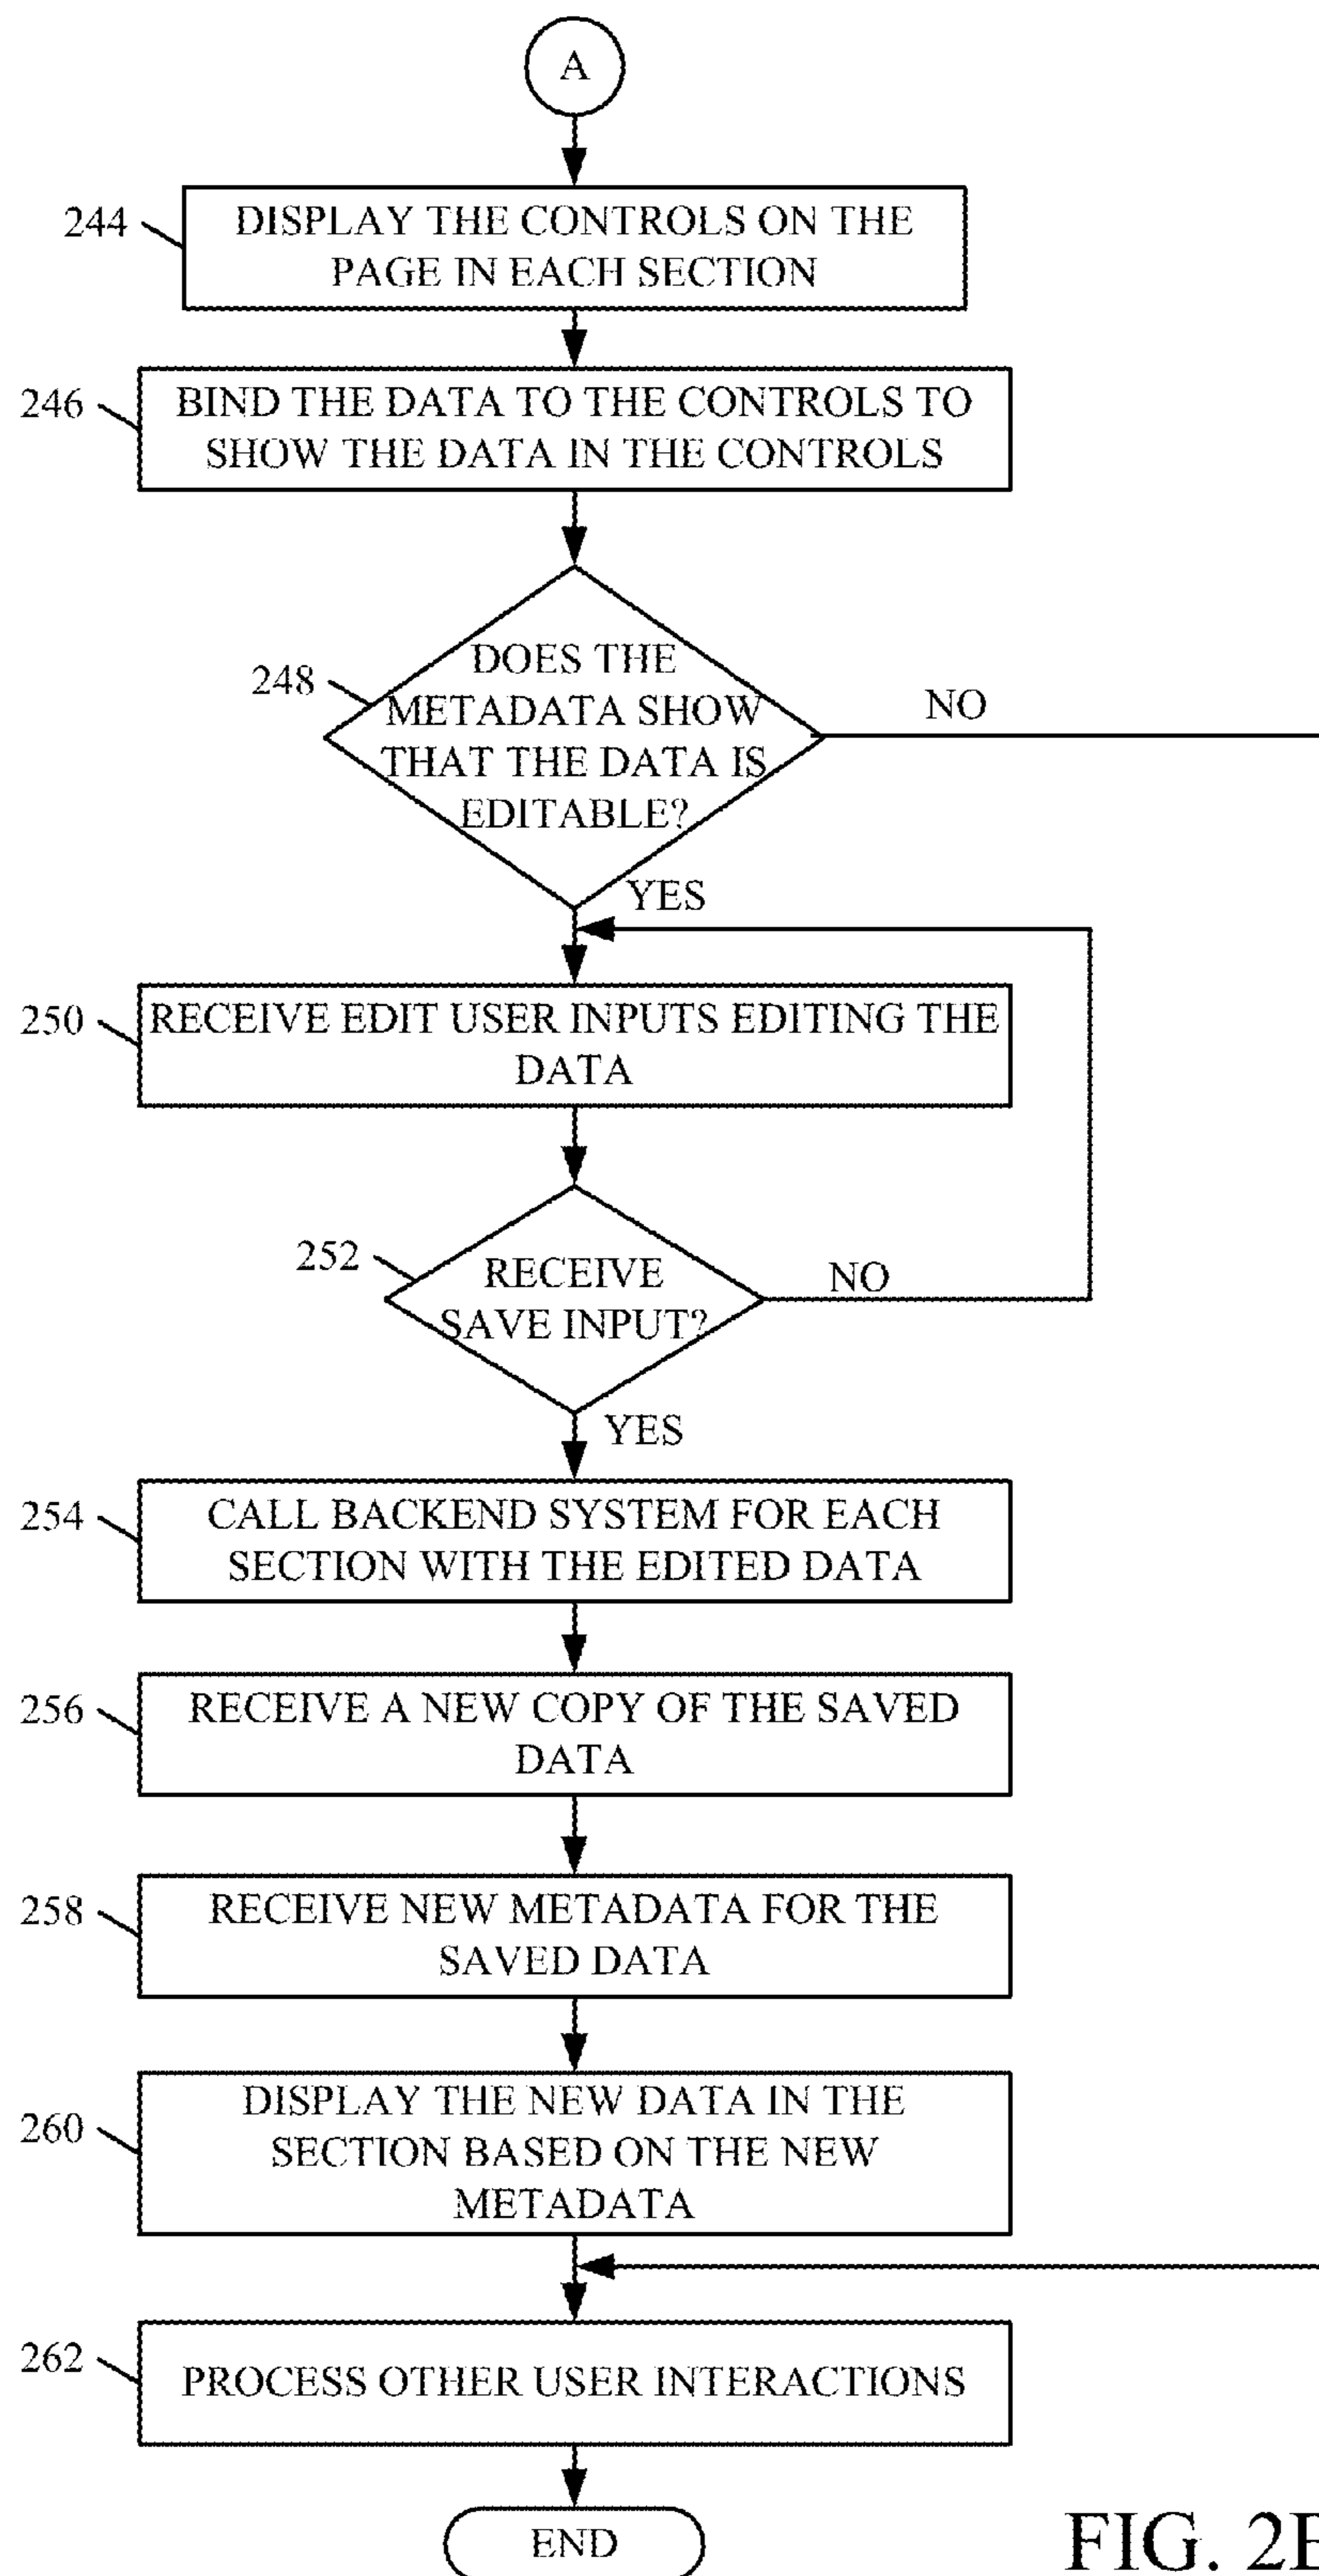 A
244
DISPLAY THE CONTROLS ON THE
PAGE IN EACH SECTION
246
BIND THE DATA TO THE CONTROLS TO
SHOW THE DATA IN THE CONTROLS
248
DOES THE
METADATA SHOW
THAT THE DATA IS
EDITABLE?
NO
YES
250
RECEIVE EDIT USER INPUTS EDITING THE
DATA
252
RECEIVE
SAVE INPUT?
NO
YES
254
CALL BACKEND SYSTEM FOR EACH
SECTION WITH THE EDITED DATA
256
RECEIVE A NEW COPY OF THE SAVED
DATA
258
RECEIVE NEW METADATA FOR THE
SAVED DATA
260
DISPLAY THE NEW DATA IN THE
SECTION BASED ON THE NEW
METADATA
262
PROCESS OTHER USER INTERACTIONS
END
FIG. 2B